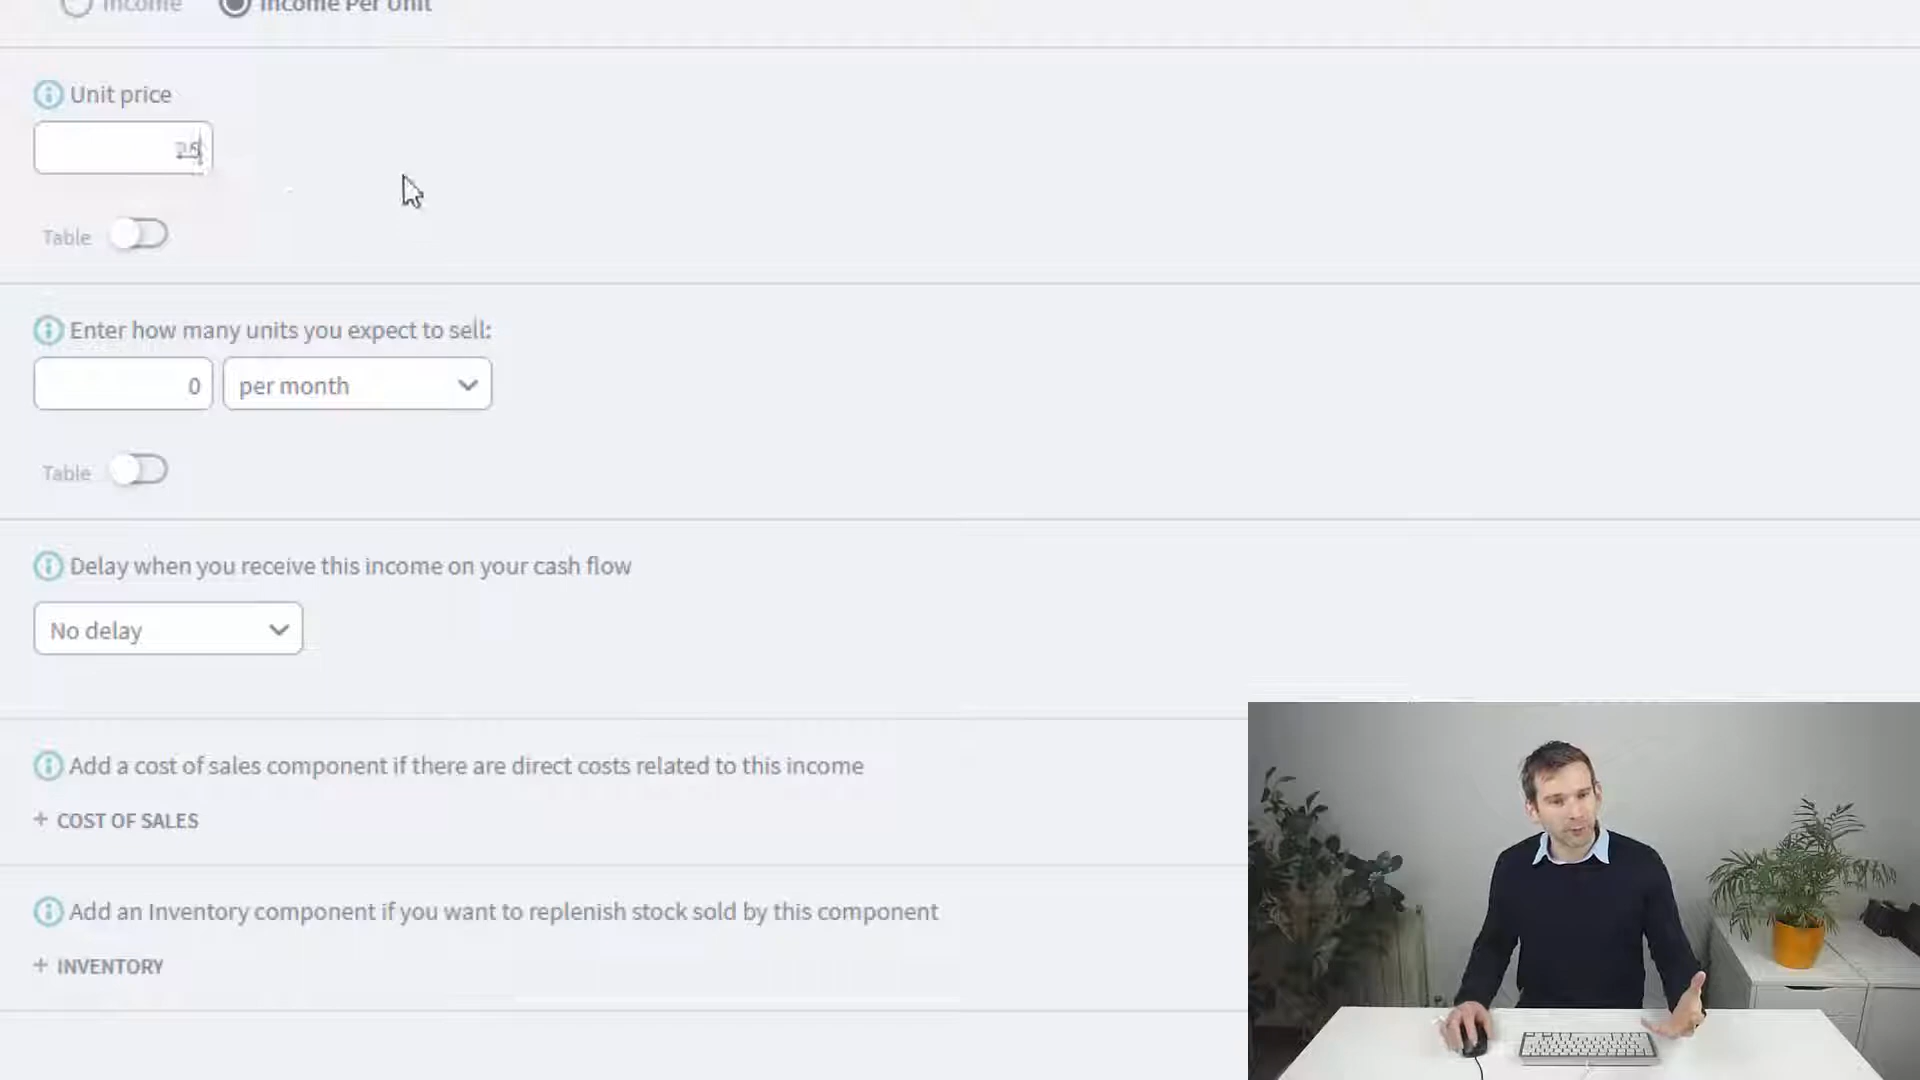 Income Income Per Unit
Unit price
Table
Enter how many units you expect to sell:
0 per month
Table
Delay when you receive this income on your cash flow
No delay
Add a cost of sales component if there are direct costs related to this income
+ COST OF SALES
Add an Inventory component if you want to replenish stock sold by this component
+ INVENTORY